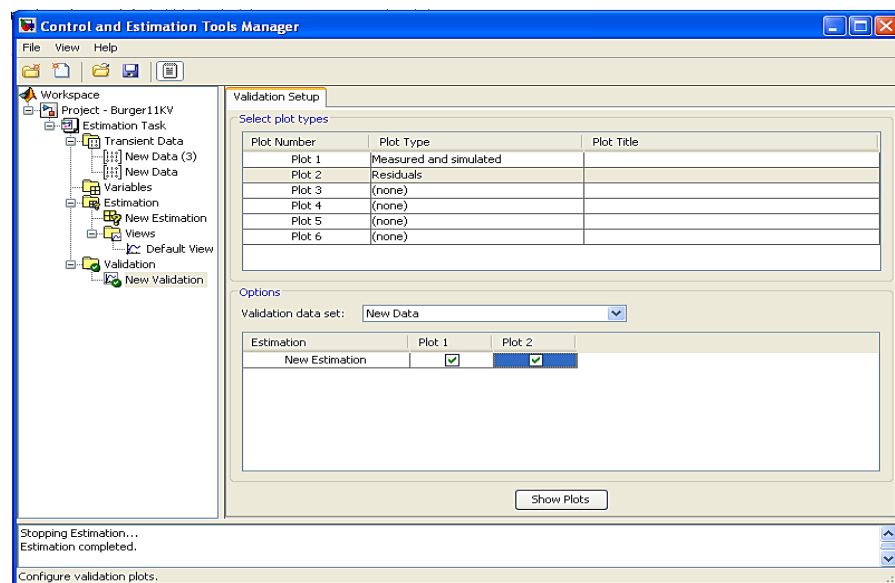 Control and Estimation Tools Manager
File View Help
Workspace
Project - Burger11KV
Estimation Task
Transient Data
New Data (3)
New Data
Variables
Estimation
New Estimation
Views
Default View
Validation
New Validation
Validation Setup
Select plot types
Plot Number Plot Type Plot Title
Plot 1 Measured and simulated
Plot 2 Residuals
Plot 3 (none)
Plot 4 (none)
Plot 5 (none)
Plot 6 (none)
Options
Validation data set: New Data
Estimation Plot 1 Plot 2
New Estimation
Show Plots
Stopping Estimation...
Estimation completed.
Configure validation plots.